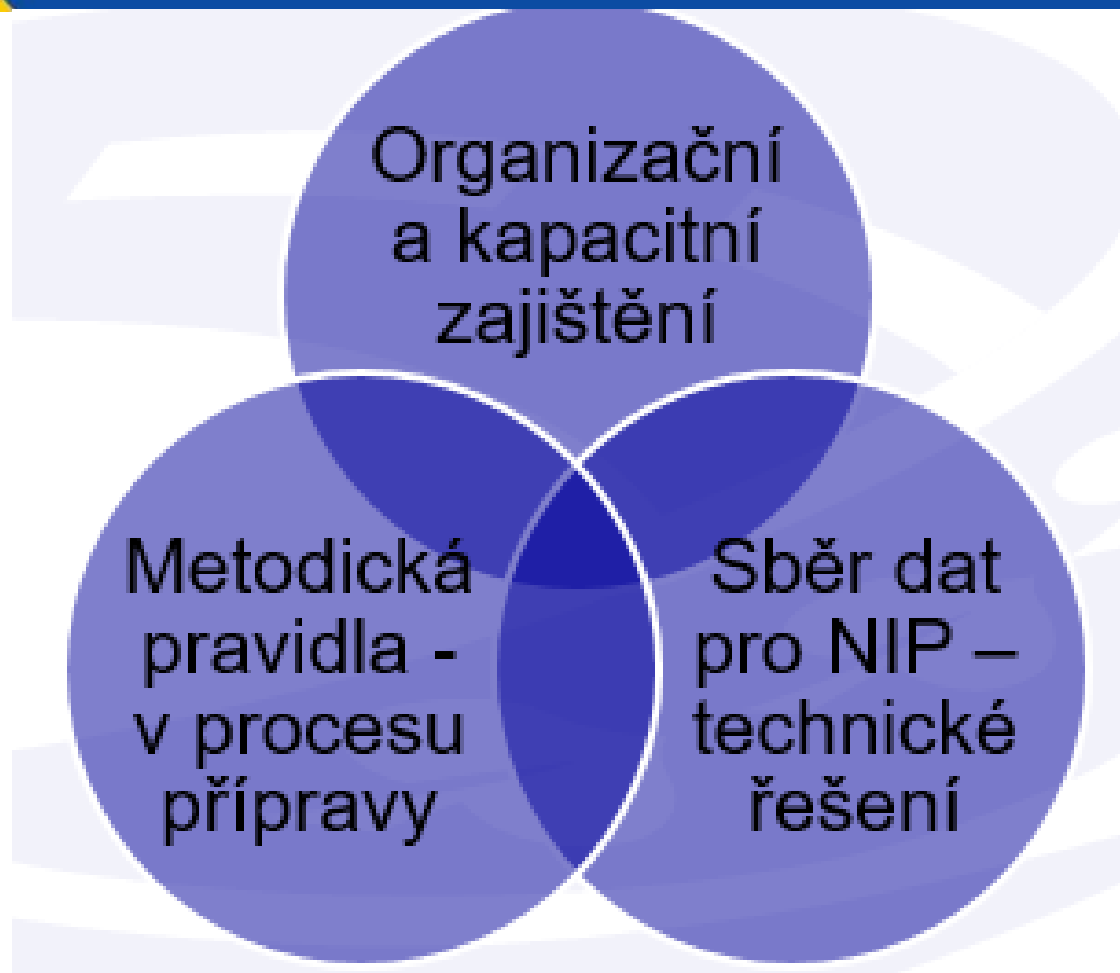 Organizační
a kapacitní
zajištění
Metodická
pravidla -
v procesu
přípravy
Sběr dat
pro NIP –
technické
řešení